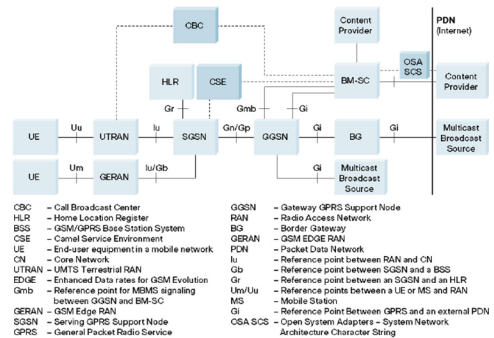 Content
Provider
PDN
(Internet)
CBC
OSA
SCS
HLR
CSE
BM-SC
Content
Provider
Gr
Gmb
Gi
UE
Uu
UTRAN
Iu
SGSN
Gn/Gp
GGSN
Gi
BG
Gi
Multicast
Broadcast
Source
UE
Um
GERAN
Iu/Gb
Gi
Multicast
Broadcast
Source
CBC – Call Broadcast Center
HLR – Home Location Register
BSS – GSM/GPRS Base Station System
CSE – Camel Service Environment
UE – End-user equipment in a mobile network
CN – Core Network
UTRAN – UMTS Terrestrial RAN
EDGE – Enhanced Data rates for GSM Evolution
Gmb – Reference point for MBMS signaling
between GGSN and BM-SC
GERAN – GSM Edge RAN
SGSN – Serving GPRS Support Node
GPRS – General Packet Radio Service
GGSN – Gateway GPRS Support Node
RAN – Radio Access Network
BG – Border Gateway
GERAN – GSM EDGE RAN
PDN – Packet Data Network
Iu – Reference point between RAN and CN
Gb – Reference point between SGSN and a BSS
Gr – Reference point between an SGSN and an HLR
Um/Uu – Reference points between a UE or MS and RAN
MS – Mobile Station
Gi – Reference Point Between GPRS and an external PDN
OSA SCS – Open System Adapters – System Network
Architecture Character String